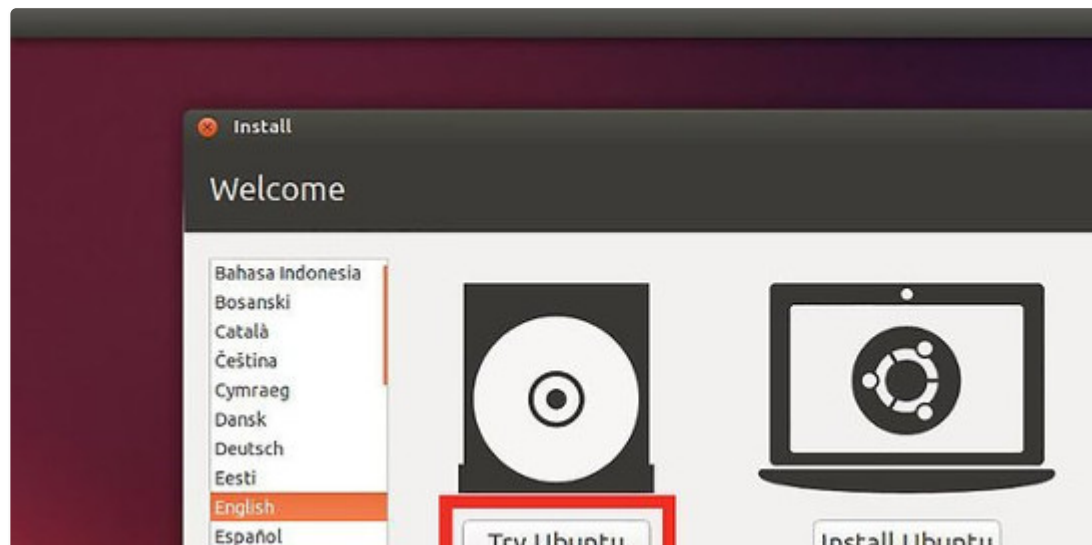 Install
Welcome
Bahasa Indonesia
Bosanski
Català
Čeština
Cymraeg
Dansk
Deutsch
Eesti
English
Español
Try Ubuntu
Install Ubuntu